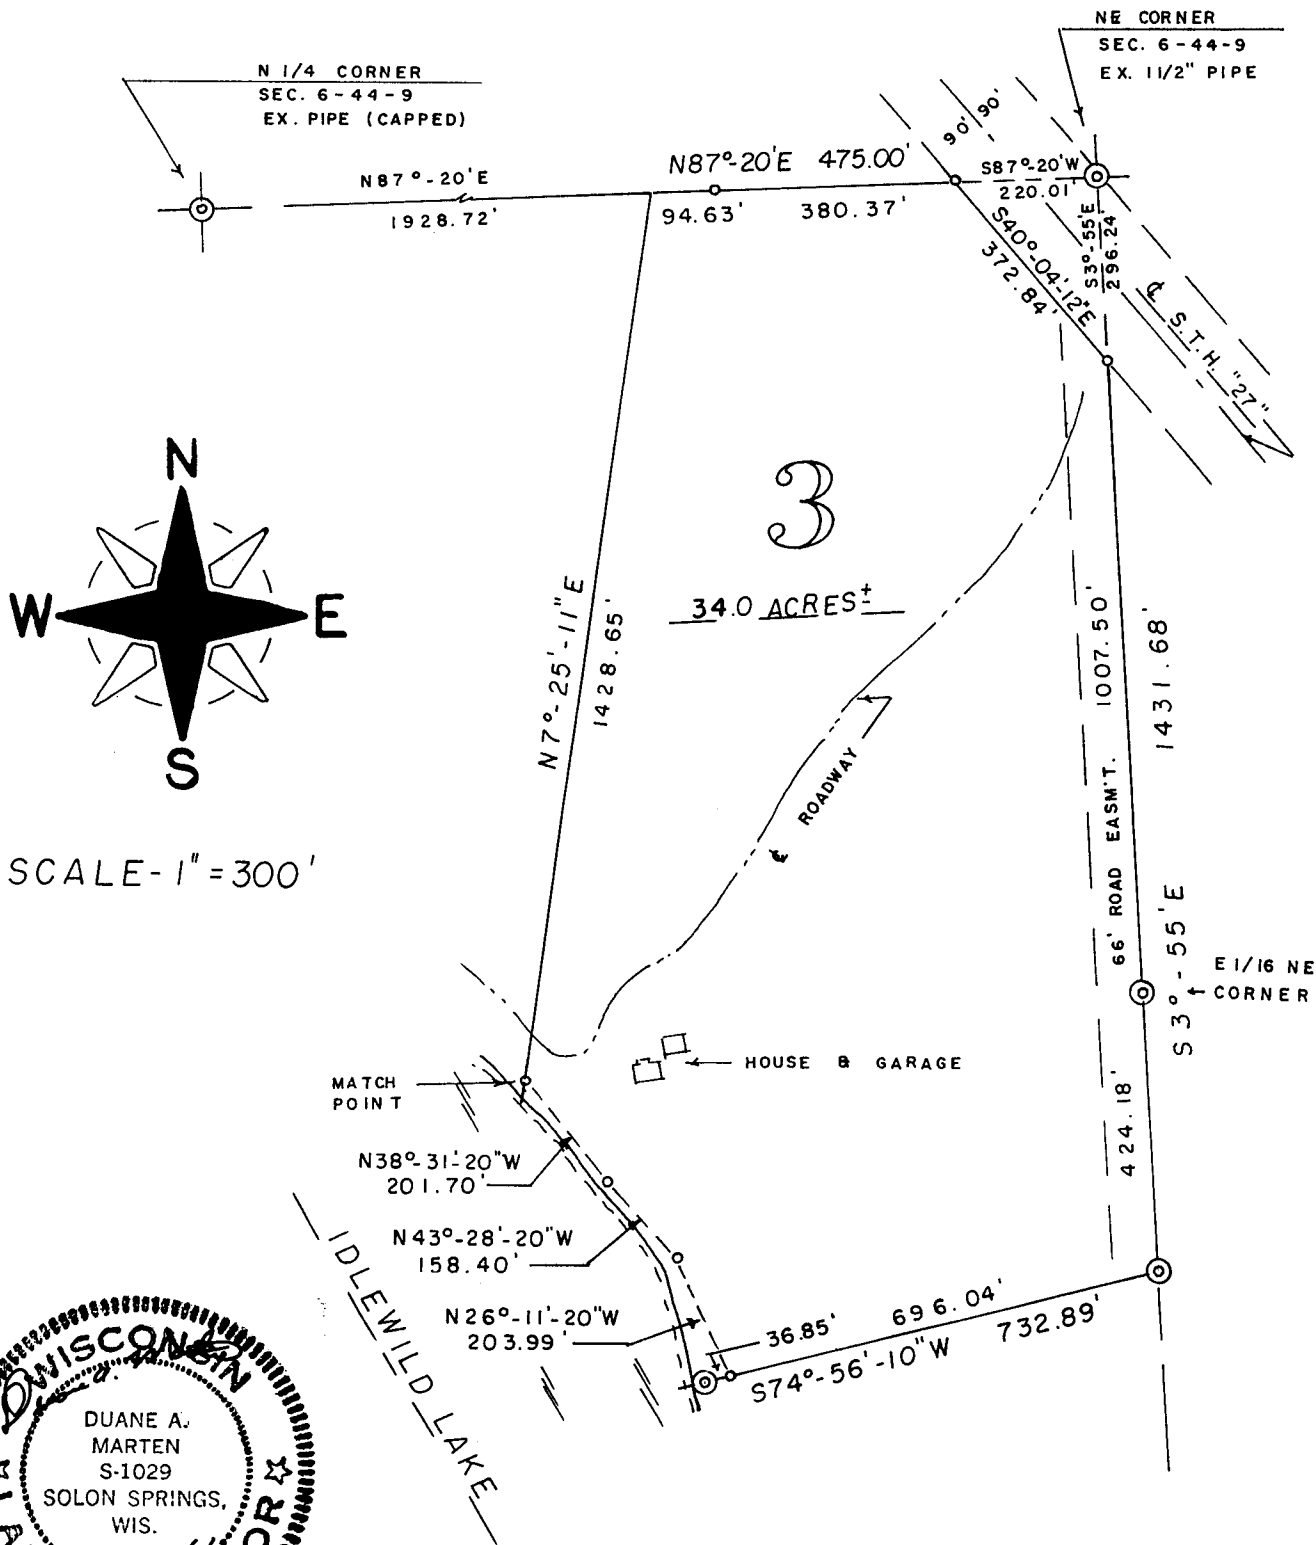 NE CORNER
SEC. 6-44-9
EX. 1 1/2" PIPE
N 1/4 CORNER
SEC. 6-44-9
EX. PIPE (CAPPED)
90' 90'
N87°-20'E 475.00'
S87°-20'W
220.01'
N87°-20'E
1928.72'
94.63' 380.37'
S3°-55'E
296.24'
S40°-04'-12"E
372.84'
℄ S.T.H. "27"
N
W E
S
3
34.0 ACRES±
N7°-25'-11"E
1428.65'
66' ROAD EASM'T. 1007.50'
1431.68'
S3°-55'E
℄ ROADWAY
SCALE-1"=300'
E 1/16 NE
CORNER
HOUSE & GARAGE
MATCH
POINT
424.18'
N38°-31'-20"W
201.70'
N43°-28'-20"W
158.40'
N26°-11'-20"W
203.99'
36.85' 696.04'
732.89'
S74°-56'-10"W
IDLEWILD LAKE
WISCONSIN
DUANE A.
MARTEN
S-1029
SOLON SPRINGS,
WIS.